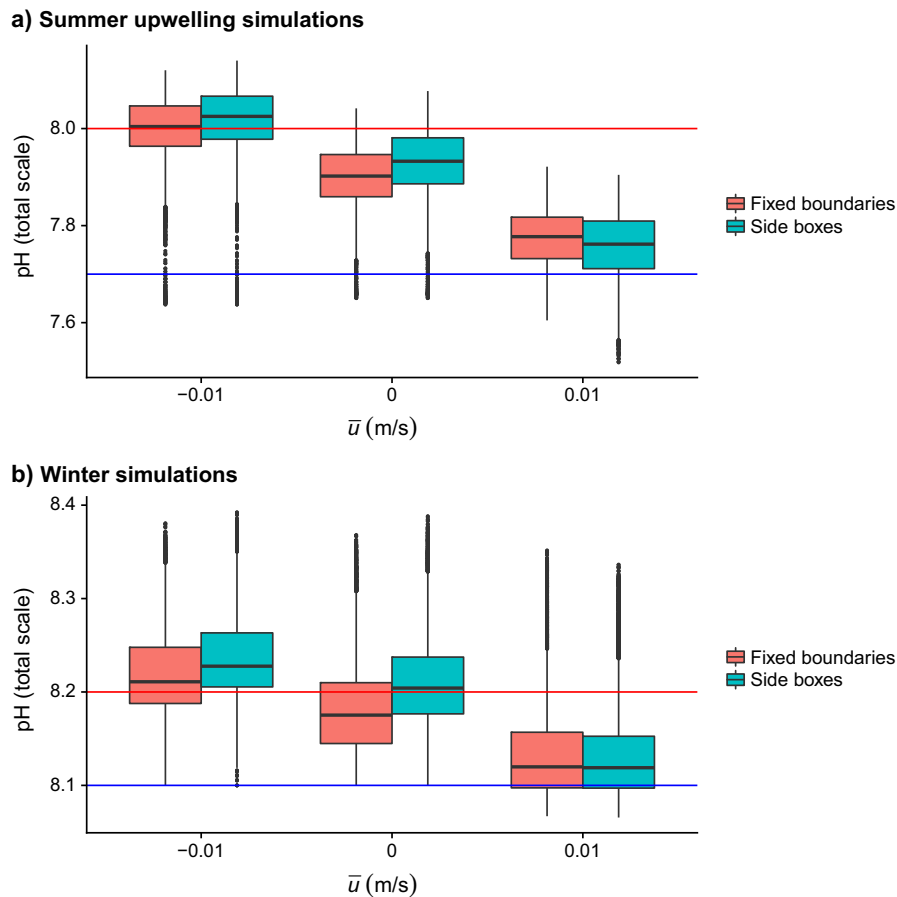 a) Summer upwelling simulations
pH (total scale)
8.0
7.8
7.6
−0.01
0
0.01
u̅ (m/s)
Fixed boundaries
Side boxes
b) Winter simulations
pH (total scale)
8.4
8.3
8.2
8.1
−0.01
0
0.01
u̅ (m/s)
Fixed boundaries
Side boxes